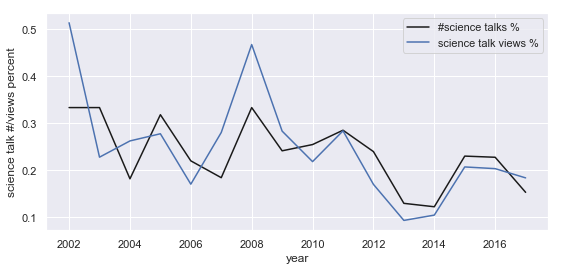 #science talks %
science talk views %
science talk #/views percent
0.5
0.4
0.3
0.2
0.1
2002 2004 2006 2008 2010 2012 2014 2016
year